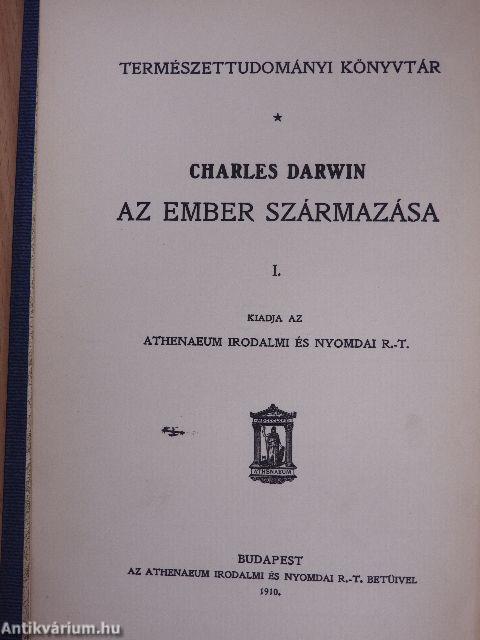 TERMÉSZETTUDOMÁNYI KÖNYVTÁR
*
CHARLES DARWIN
AZ EMBER SZÁRMAZÁSA
I.
KIADJA AZ
ATHENAEUM IRODALMI ÉS NYOMDAI R.-T.
ATHENAEUM
BUDAPEST
AZ ATHENAEUM IRODALMI ÉS NYOMDAI R.-T. BETŰIVEL
1910.
Antikvárium.hu